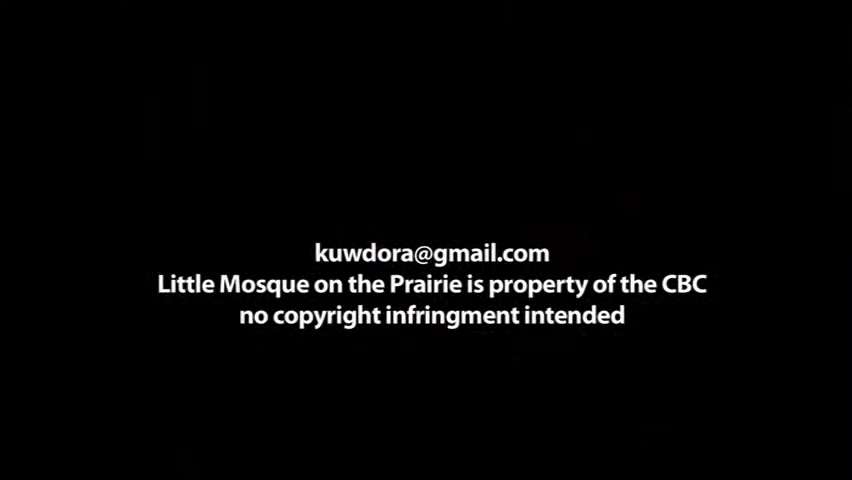 kuwdora@gmail.com
Little Mosque on the Prairie is property of the CBC
no copyright infringment intended